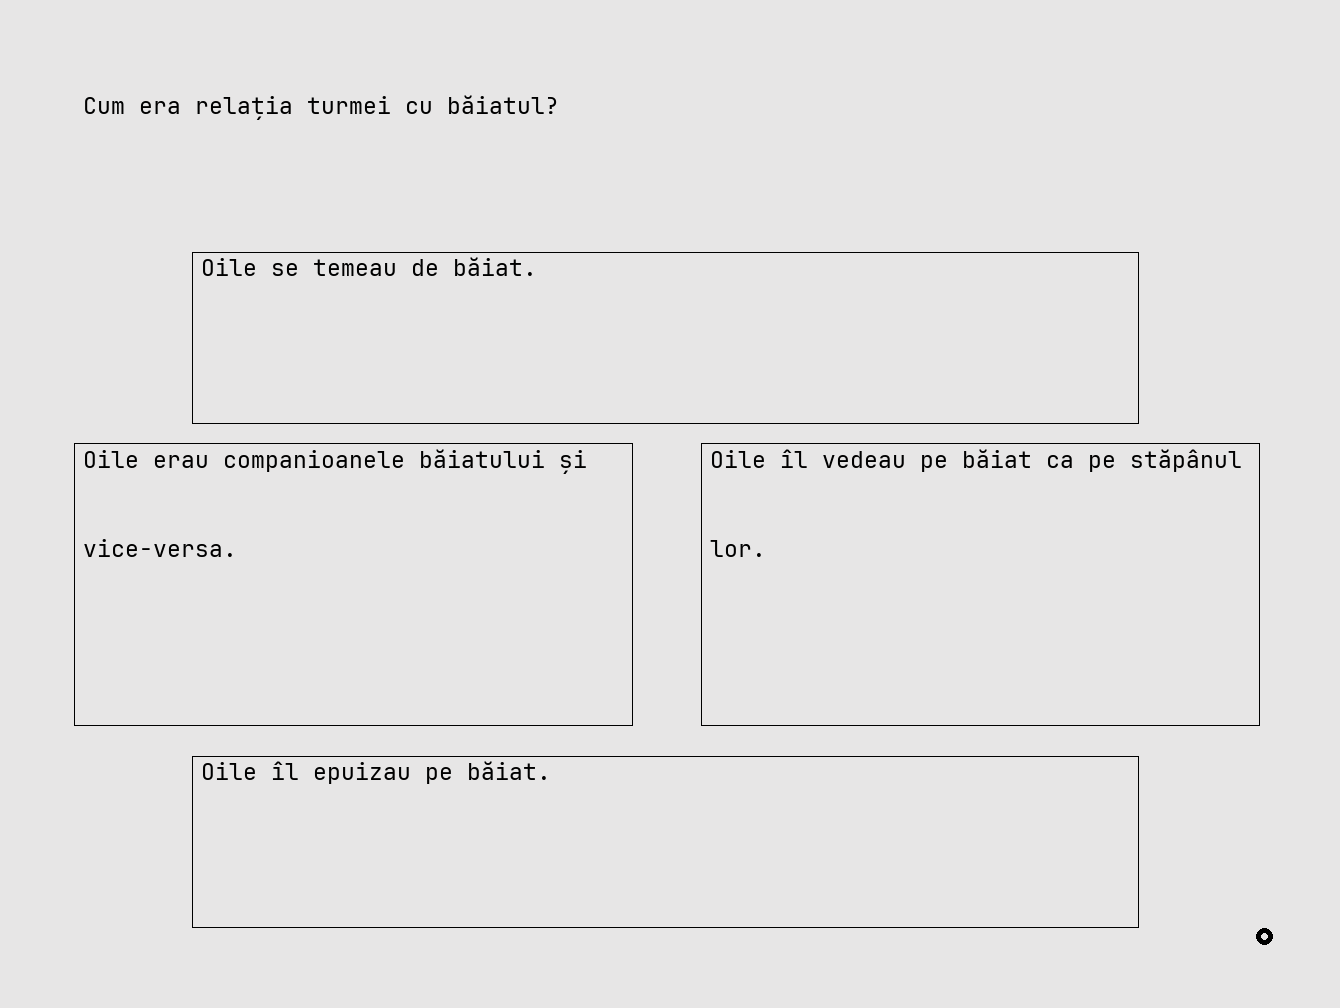 Cum era relația turmei cu băiatul?
Oile se temeau de băiat.
Oile erau companioanele băiatului și
vice-versa.
Oile îl vedeau pe băiat ca pe stăpânul
lor.
Oile îl epuizau pe băiat.